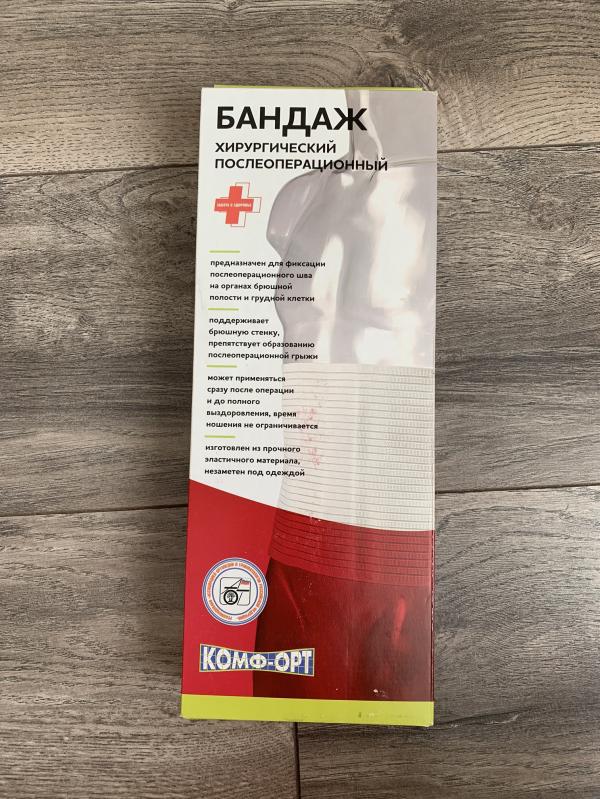 БАНДАЖ
ХИРУРГИЧЕСКИЙ
ПОСЛЕОПЕРАЦИОННЫЙ
предназначен для фиксации
послеоперационного шва
на органах брюшной
полости и грудной клетки
поддерживает
брюшную стенку,
препятствует образованию
послеоперационной грыжи
может применяться
сразу после операции
и до полного
выздоровления, время
ношения не ограничивается
изготовлен из прочного
эластичного материала,
незаметен под одеждой
КОМФ-ОРТ